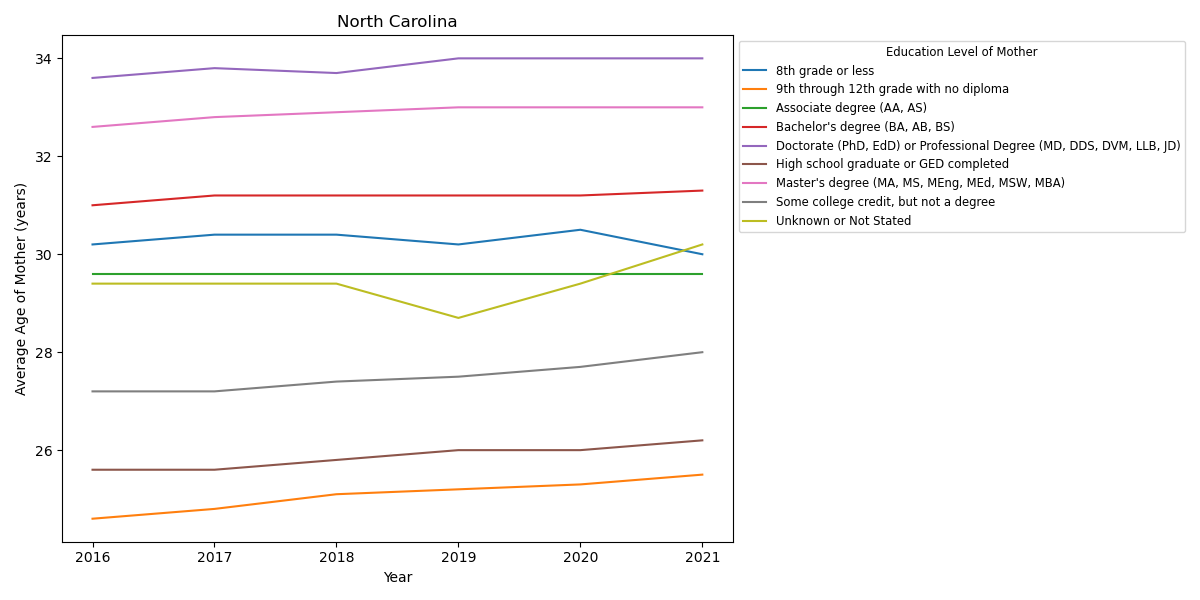 North Carolina
Average Age of Mother (years)
34
32
30
28
26
2016 2017 2018 2019 2020 2021
Year
Education Level of Mother
8th grade or less
9th through 12th grade with no diploma
Associate degree (AA, AS)
Bachelor's degree (BA, AB, BS)
Doctorate (PhD, EdD) or Professional Degree (MD, DDS, DVM, LLB, JD)
High school graduate or GED completed
Master's degree (MA, MS, MEng, MEd, MSW, MBA)
Some college credit, but not a degree
Unknown or Not Stated